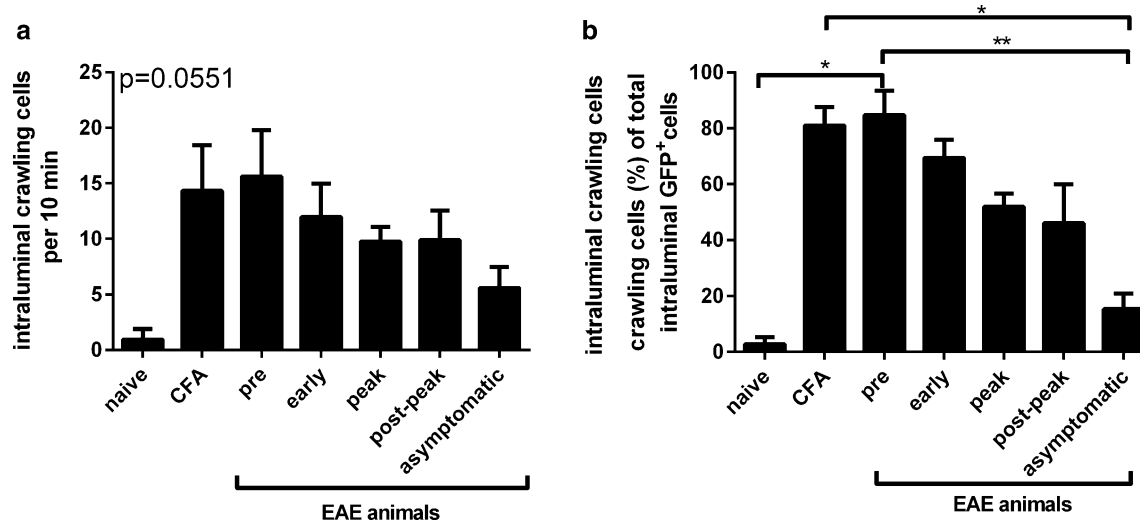 a
p=0.0551
intraluminal crawling cells
per 10 min
25
20
15
10
5
0
naive
CFA
pre
early
peak
post-peak
asymptomatic
EAE animals
b
*
**
*
intraluminal crawling cells
crawling cells (%) of total
intraluminal GFP⁺cells
100
80
60
40
20
0
naive
CFA
pre
early
peak
post-peak
asymptomatic
EAE animals